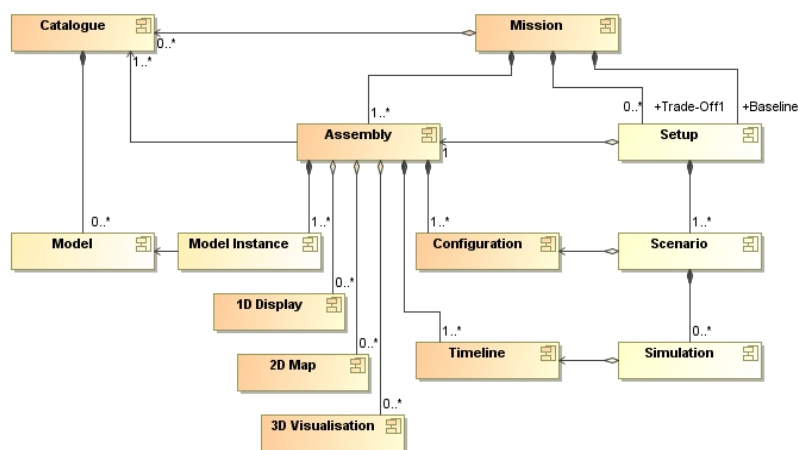 Catalogue
Mission
0..*
1..*
1..*
0..*
+Trade-Off1
+Baseline
Assembly
Setup
1
0..*
1..*
1..*
1..*
Model
Model Instance
Configuration
Scenario
0..*
1D Display
1..*
0..*
0..*
2D Map
Timeline
Simulation
0..*
3D Visualisation